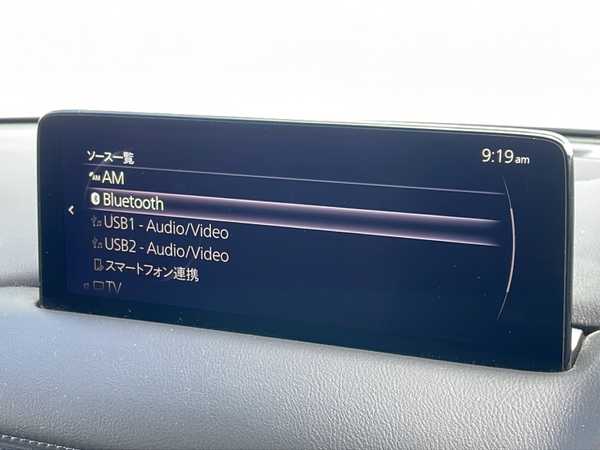 ソース一覧
9:19am
AM
Bluetooth
USB1 - Audio/Video
USB2 - Audio/Video
スマートフォン連携
TV